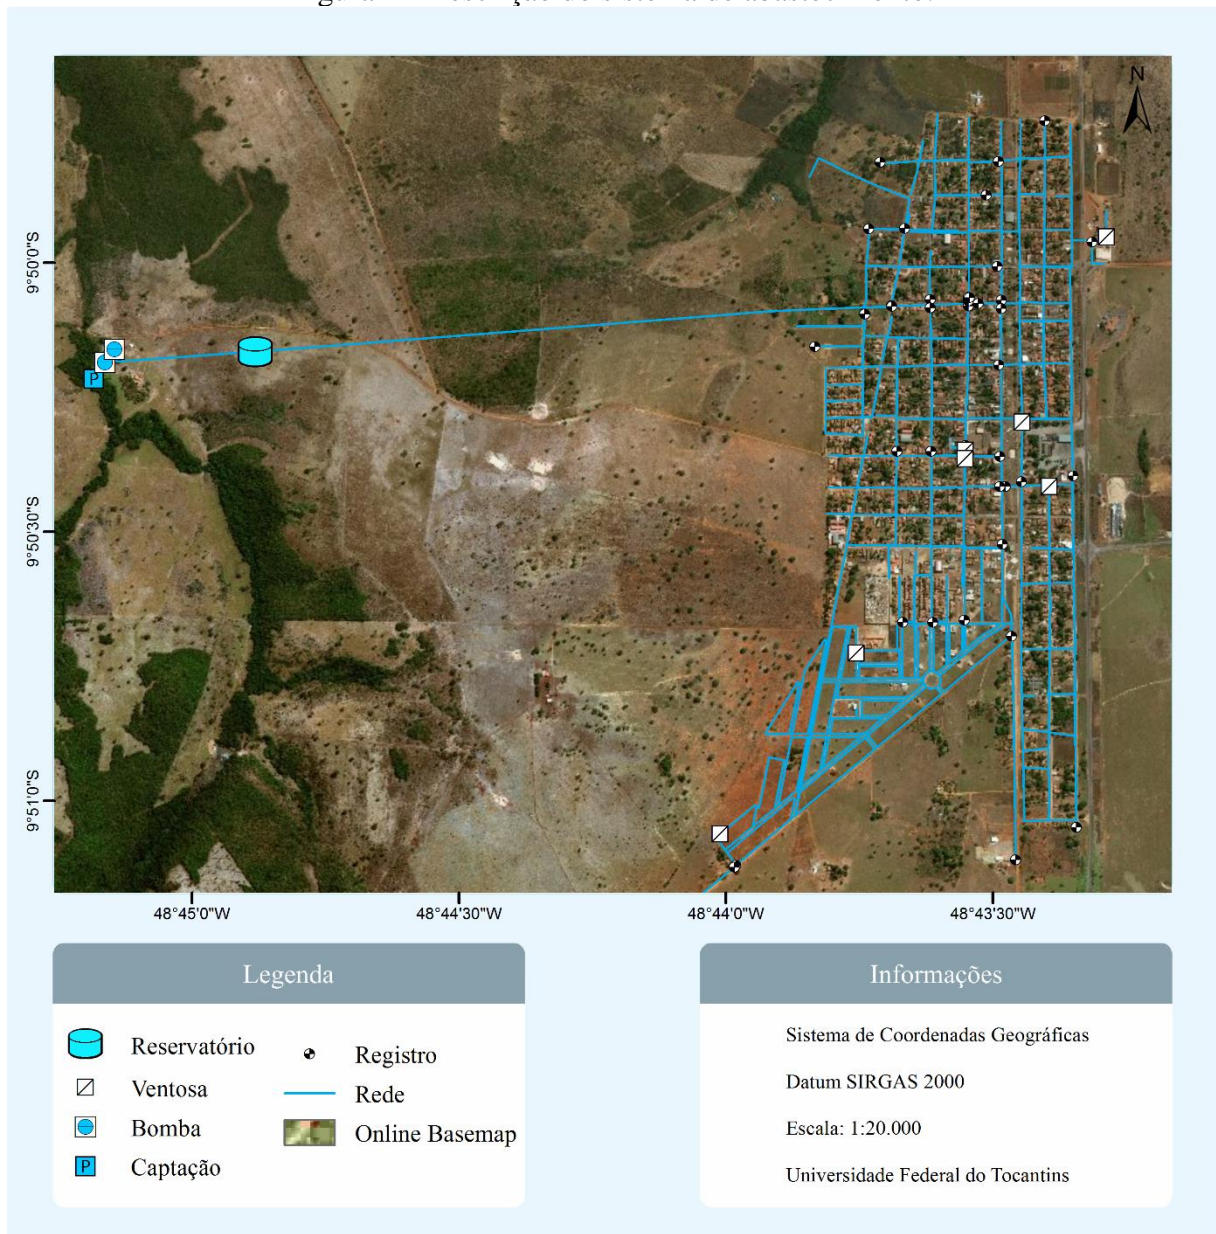 N
9°50'0"S
9°50'30"S
9°51'0"S
48°45'0"W
48°44'30"W
48°44'0"W
48°43'30"W
Legenda
Reservatório
Ventosa
Bomba
P
Captação
Registro
Rede
Online Basemap
Informações
Sistema de Coordenadas Geográficas
Datum SIRGAS 2000
Escala: 1:20.000
Universidade Federal do Tocantins